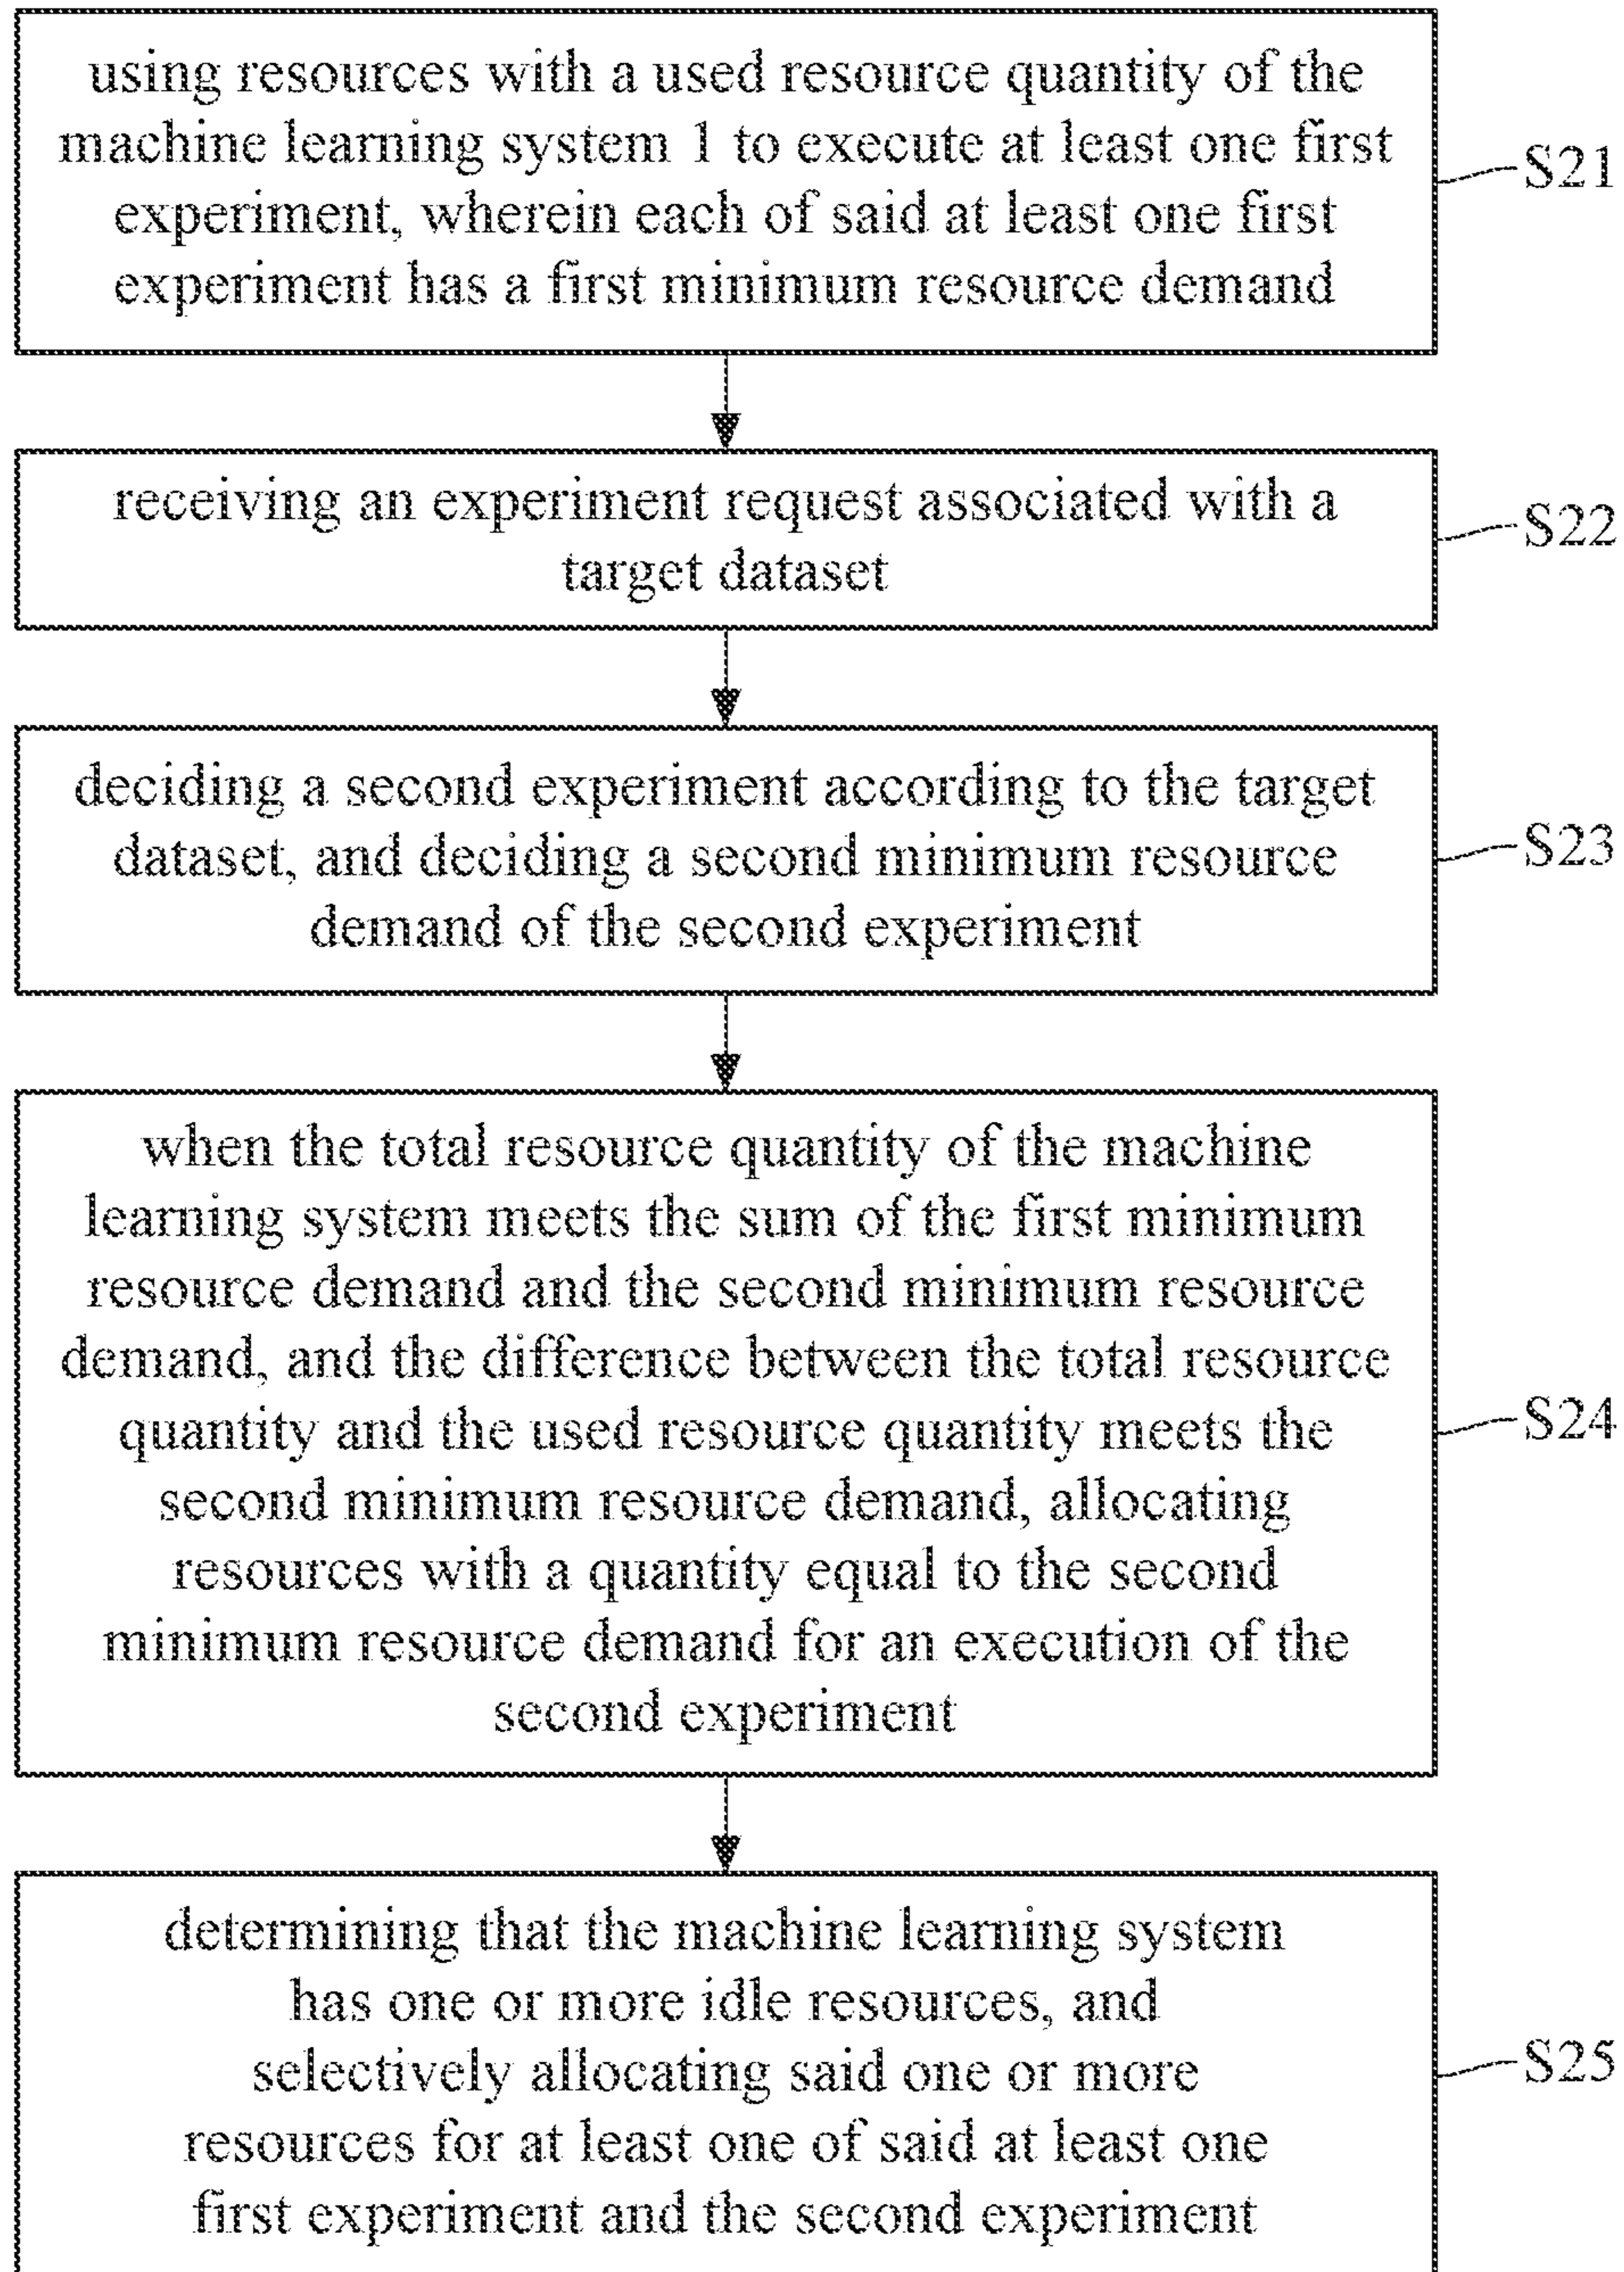 using resources with a used resource quantity of the
machine learning system 1 to execute at least one first
experiment, wherein each of said at least one first
experiment has a first minimum resource demand
S21
receiving an experiment request associated with a
target dataset
S22
deciding a second experiment according to the target
dataset, and deciding a second minimum resource
demand of the second experiment
S23
when the total resource quantity of the machine
learning system meets the sum of the first minimum
resource demand and the second minimum resource
demand, and the difference between the total resource
quantity and the used resource quantity meets the
second minimum resource demand, allocating
resources with a quantity equal to the second
minimum resource demand for an execution of the
second experiment
S24
determining that the machine learning system
has one or more idle resources, and
selectively allocating said one or more
resources for at least one of said at least one
first experiment and the second experiment
S25